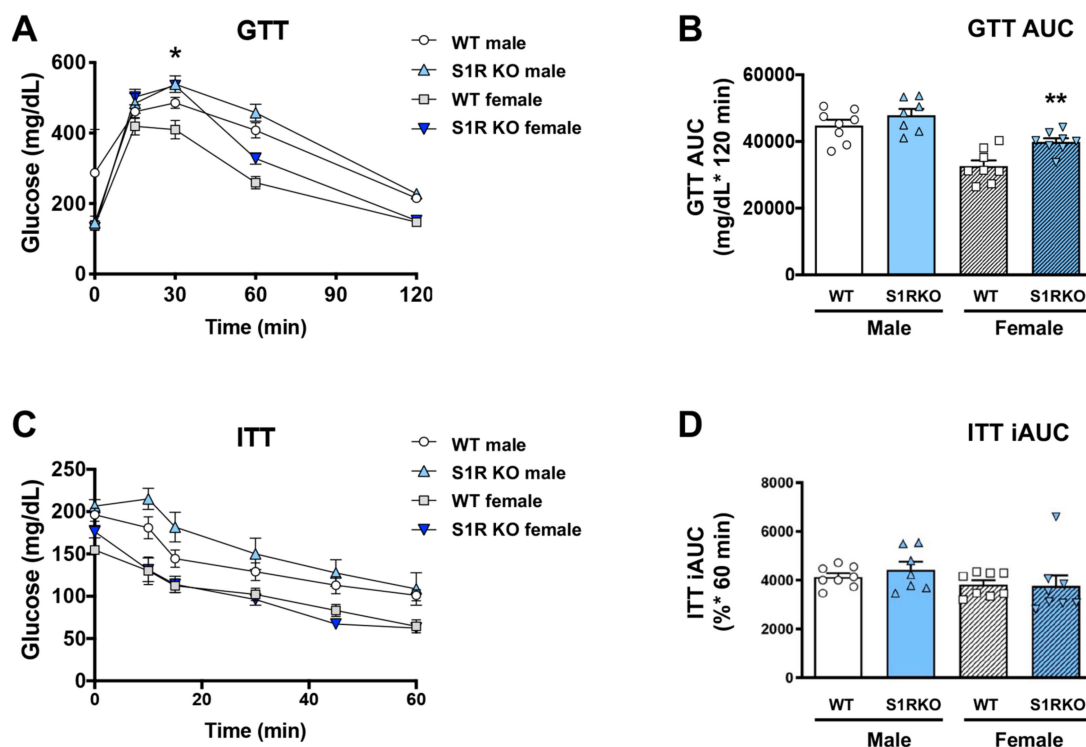 A
GTT
*
Glucose (mg/dL)
600
400
200
0
0
30
60
90
120
Time (min)
WT male
S1R KO male
WT female
S1R KO female
B
GTT AUC
**
GTT AUC
(mg/dL* 120 min)
60000
40000
20000
0
WT
S1RKO
WT
S1RKO
Male
Female
C
ITT
Glucose (mg/dL)
250
200
150
100
50
0
0
20
40
60
Time (min)
WT male
S1R KO male
WT female
S1R KO female
D
ITT iAUC
ITT iAUC
(%* 60 min)
8000
6000
4000
2000
0
WT
S1RKO
WT
S1RKO
Male
Female